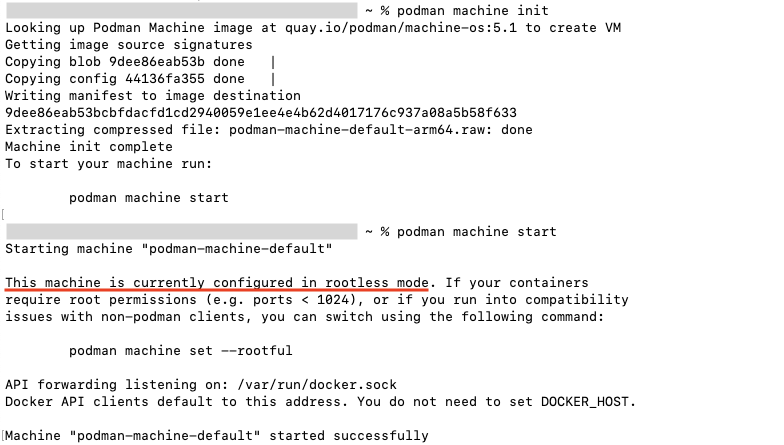 ~ % podman machine init
Looking up Podman Machine image at quay.io/podman/machine-os:5.1 to create VM
Getting image source signatures
Copying blob 9dee86eab53b done   |
Copying config 44136fa355 done   |
Writing manifest to image destination
9dee86eab53bcbfdacfd1cd2940059e1ee4e4b62d4017176c937a08a5b58f633
Extracting compressed file: podman-machine-default-arm64.raw: done
Machine init complete
To start your machine run:
podman machine start
[
~ % podman machine start
Starting machine "podman-machine-default"
This machine is currently configured in rootless mode. If your containers
require root permissions (e.g. ports < 1024), or if you run into compatibility
issues with non-podman clients, you can switch using the following command:
podman machine set --rootful
API forwarding listening on: /var/run/docker.sock
Docker API clients default to this address. You do not need to set DOCKER_HOST.
[Machine "podman-machine-default" started successfully